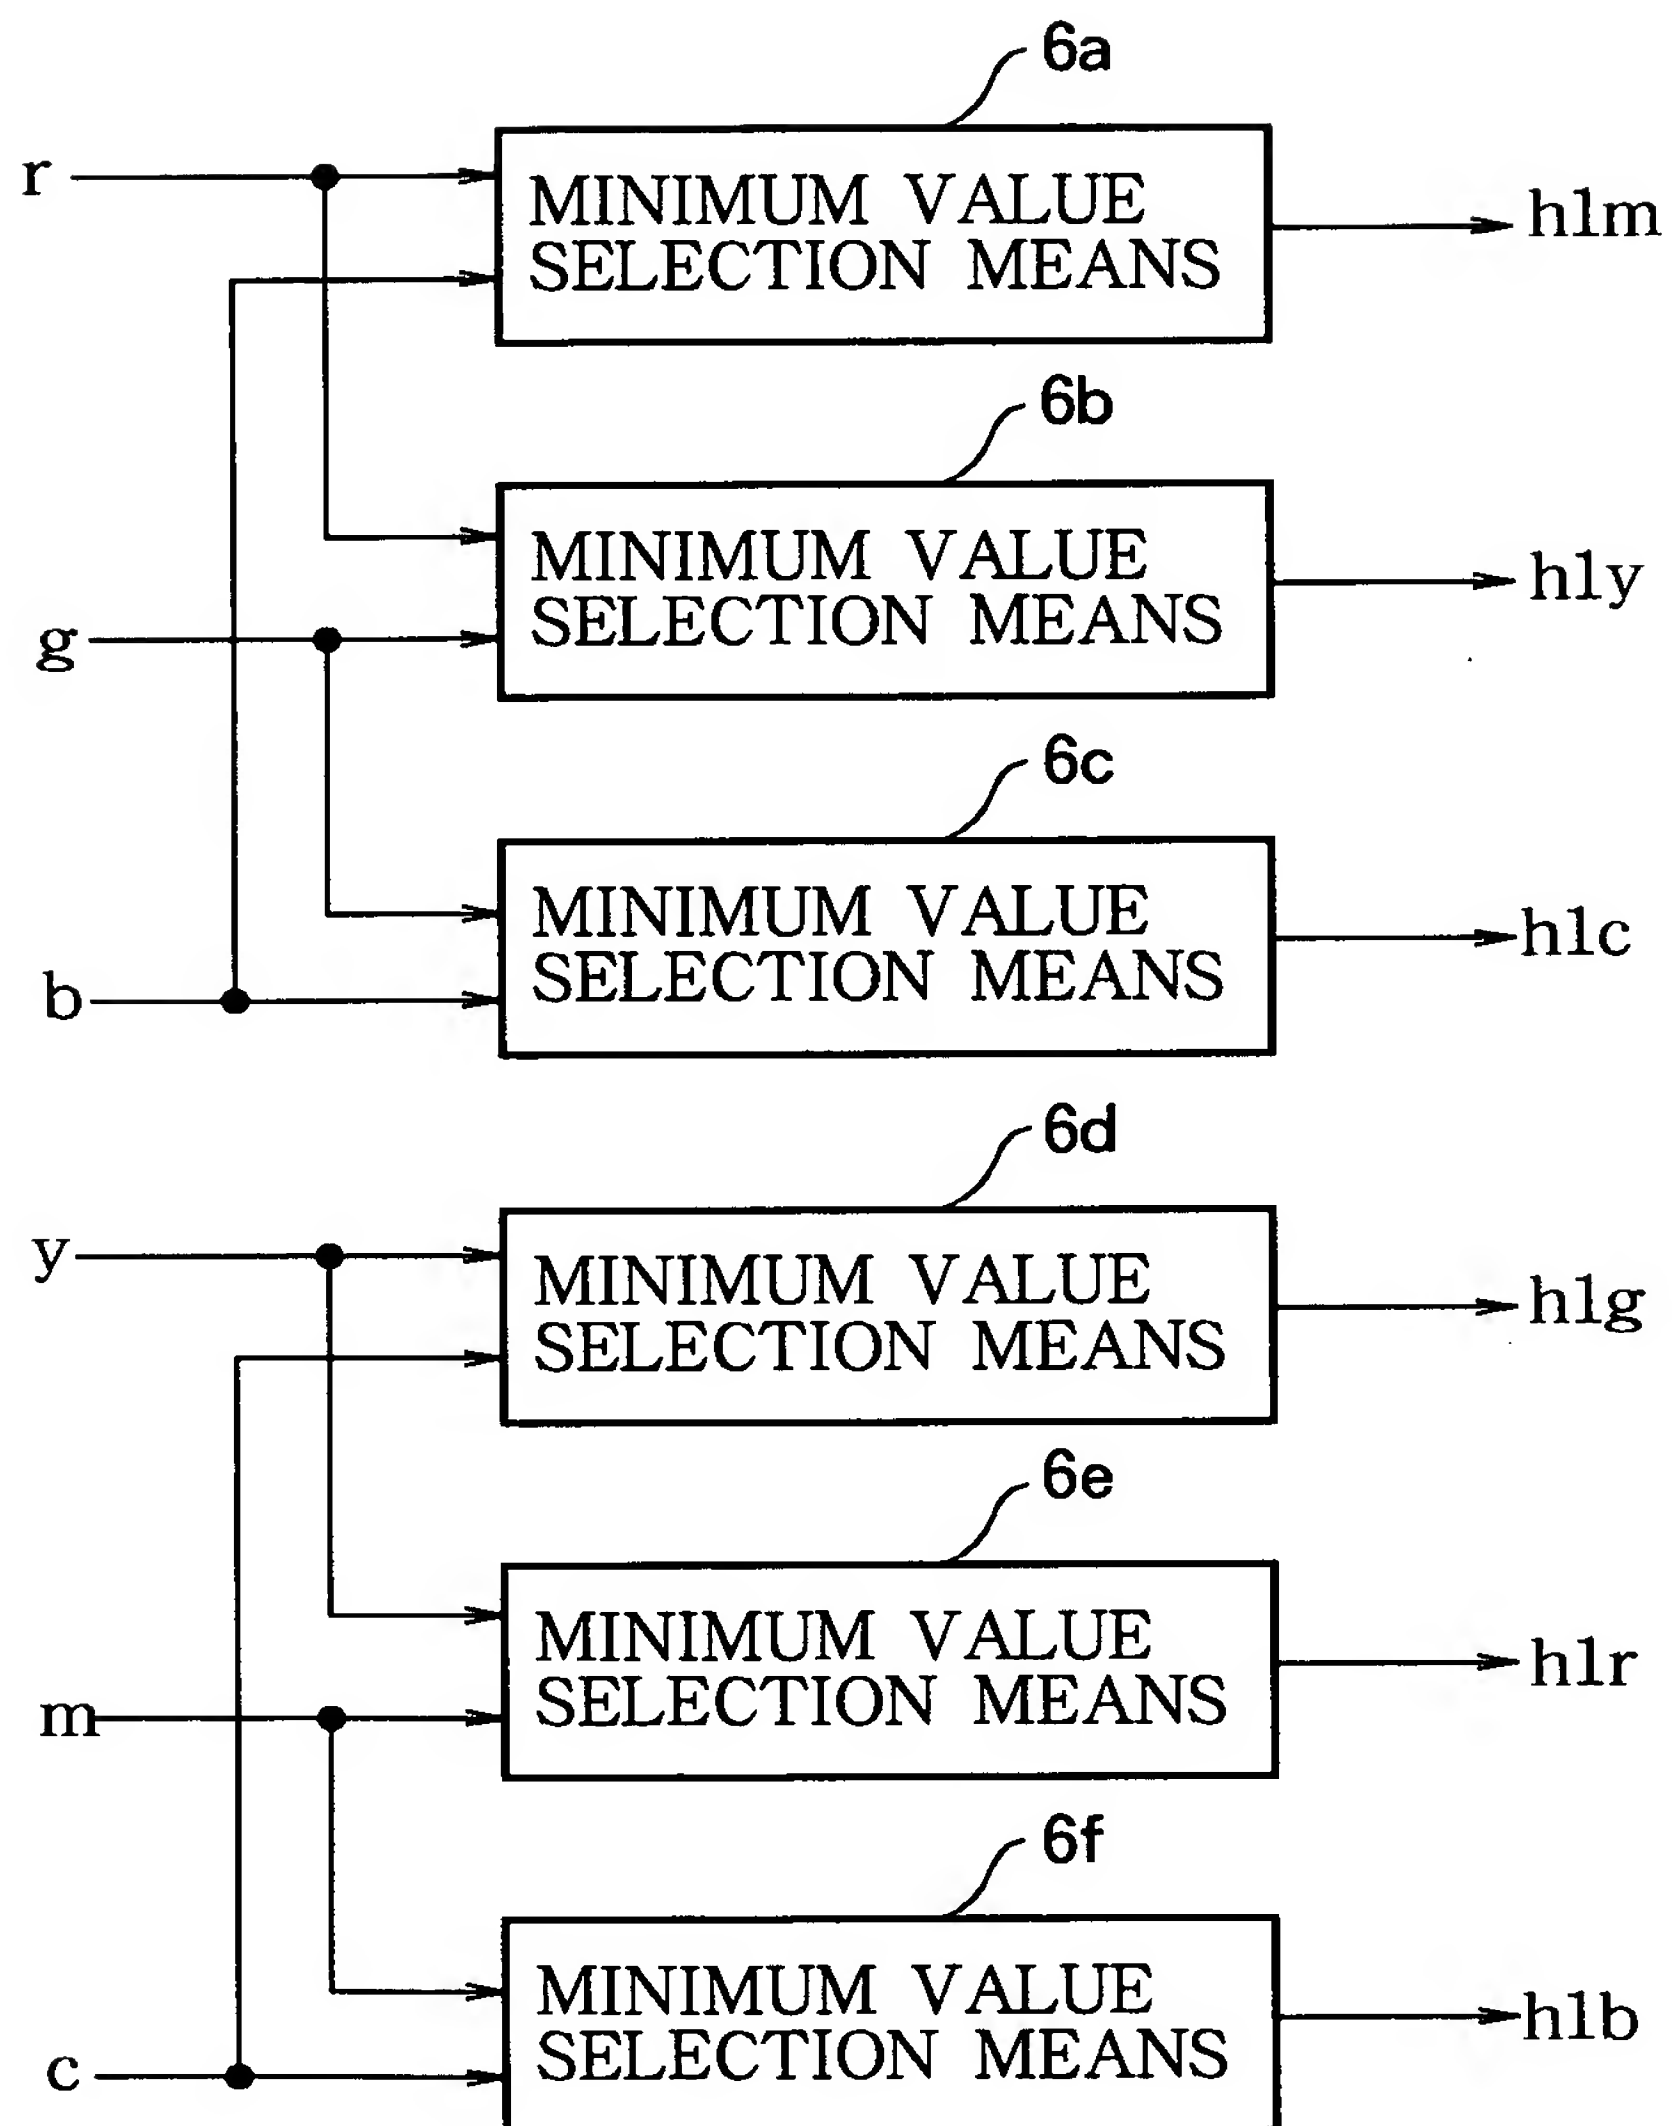 6a
r
MINIMUM VALUE
SELECTION MEANS
h1m
6b
MINIMUM VALUE
SELECTION MEANS
h1y
g
6c
MINIMUM VALUE
SELECTION MEANS
h1c
b
6d
y
MINIMUM VALUE
SELECTION MEANS
h1g
6e
MINIMUM VALUE
SELECTION MEANS
h1r
m
6f
MINIMUM VALUE
SELECTION MEANS
h1b
c